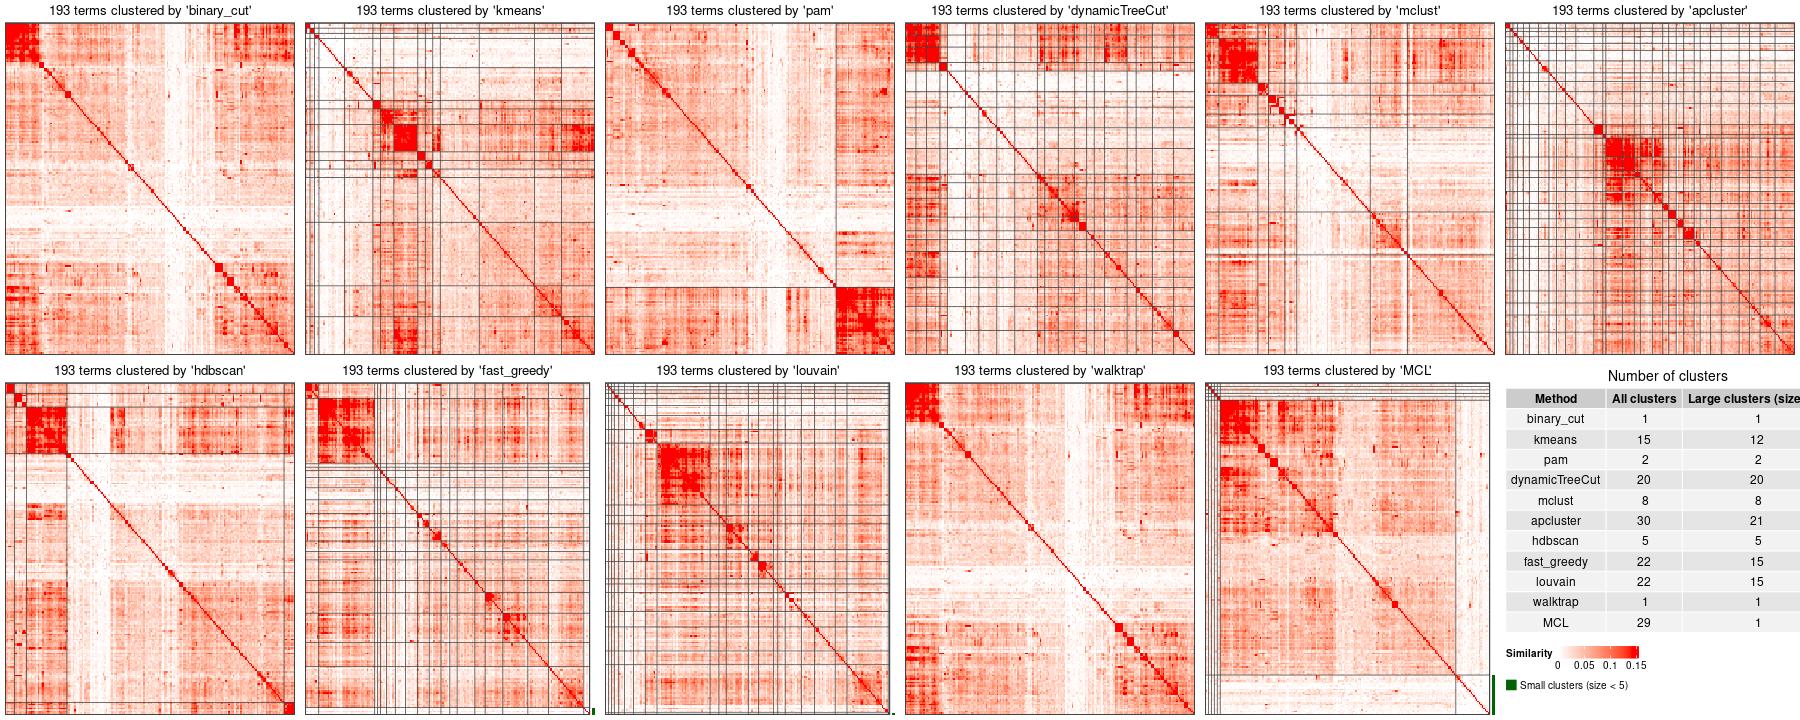 193 terms clustered by 'binary_cut'
193 terms clustered by 'kmeans'
193 terms clustered by 'pam'
193 terms clustered by 'dynamicTreeCut'
193 terms clustered by 'mclust'
193 terms clustered by 'apcluster'
193 terms clustered by 'hdbscan'
193 terms clustered by 'fast_greedy'
193 terms clustered by 'louvain'
193 terms clustered by 'walktrap'
193 terms clustered by 'MCL'
Number of clusters
Method All clusters Large clusters (size
binary_cut 1 1
kmeans 15 12
pam 2 2
dynamicTreeCut 20 20
mclust 8 8
apcluster 30 21
hdbscan 5 5
fast_greedy 22 15
louvain 22 15
walktrap 1 1
MCL 29 1
Similarity
0 0.05 0.1 0.15
Small clusters (size < 5)